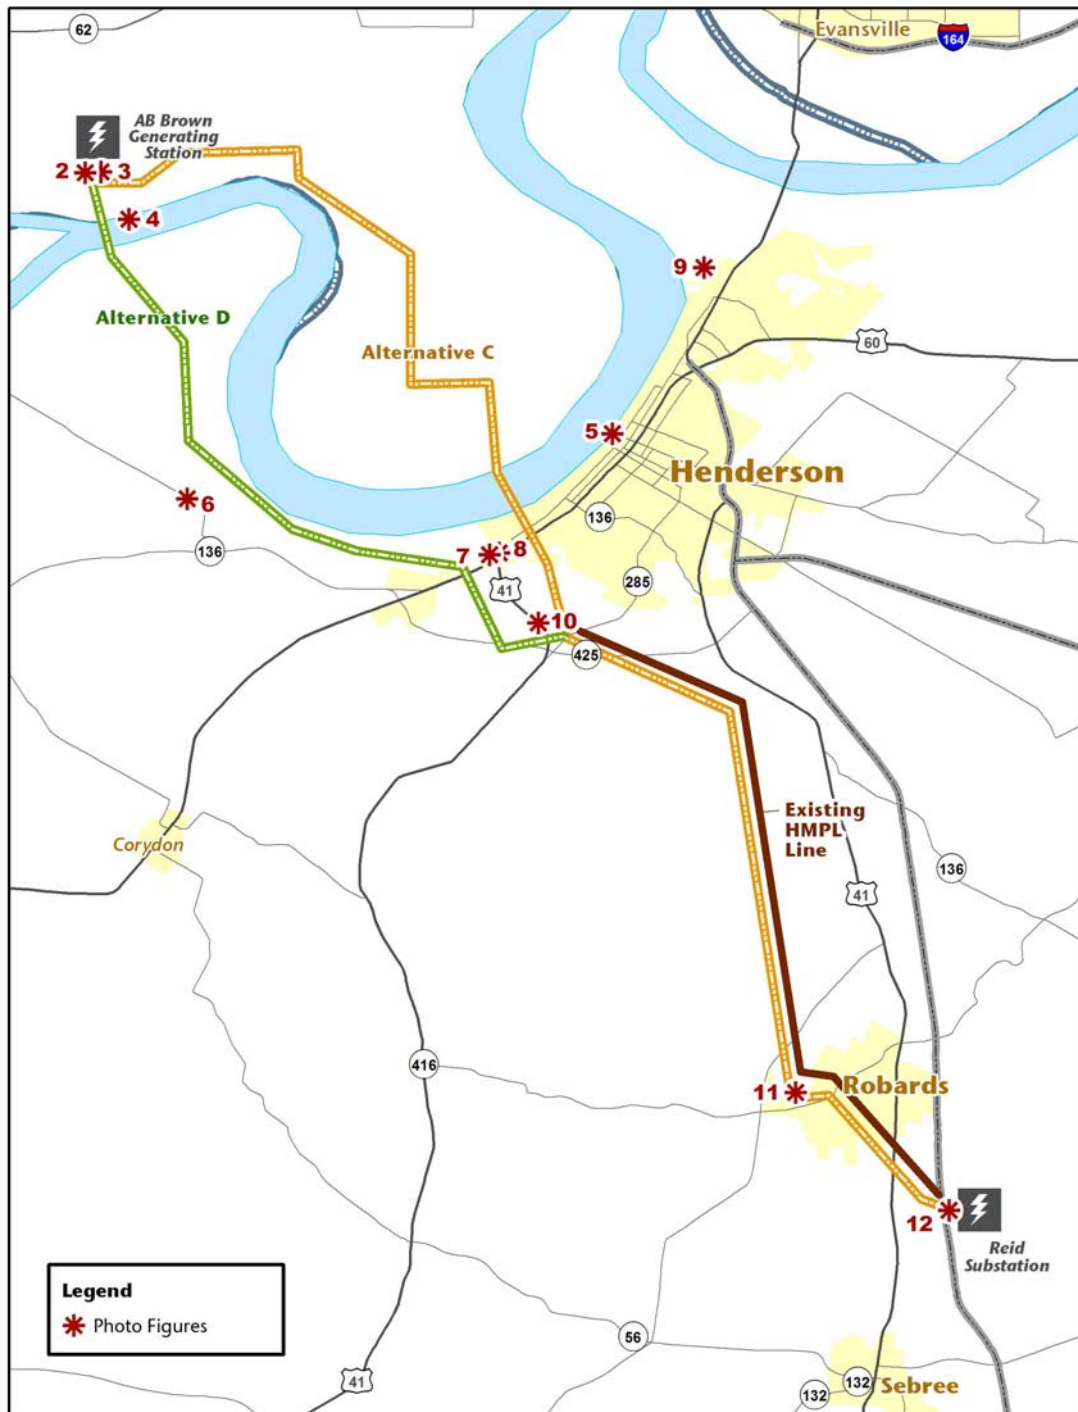 62
Evansville
164
AB Brown
Generating
Station
2
3
4
9
Alternative D
60
Alternative C
5
Henderson
6
136
136
7
8
285
41
10
425
Existing
HMPL
Line
Corydon
136
41
416
Robards
11
12
Reid
Substation
Legend
Photo Figures
56
41
132
132
Sebree